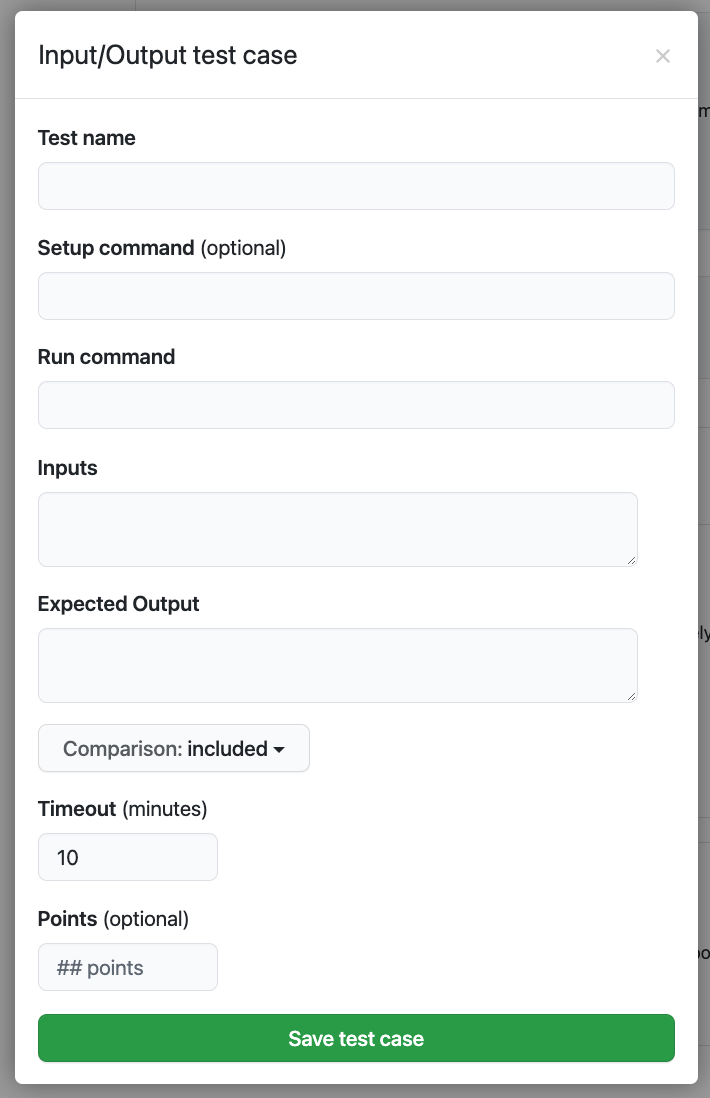 Input/Output test case
×
Test name
Setup command (optional)
Run command
Inputs
Expected Output
Comparison: included
Timeout (minutes)
10
Points (optional)
## points
Save test case